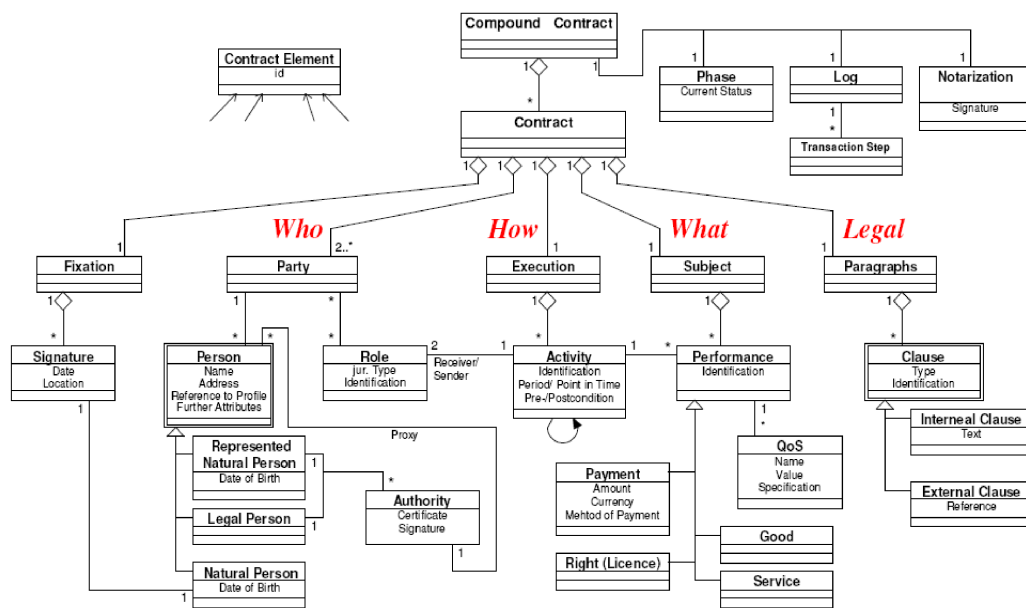 Compound Contract
Contract Element
id
1
1
1
1
1
Phase
Current Status
Log
Notarization
Signature
*
1
*
Contract
Transaction Step
1
1
1
1
1
Who
How
What
Legal
1
2..*
1
1
1
Fixation
Party
Execution
Subject
Paragraphs
1
1
*
1
1
1
*
*
*
*
*
*
*
Signature
Date
Location
Person
Name
Address
Reference to Profile
Further Attributes
Role
jur. Type
Identification
2
1
Receiver/
Sender
Activity
Identification
Period/ Point in Time
Pre-/Postcondition
1
*
Performance
Identification
Clause
Type
Identification
1
1
*
Proxy
Represented
Natural Person
Date of Birth
1
*
Legal Person
1
Authority
Certificate
Signature
1
Natural Person
Date of Birth
1
Payment
Amount
Currency
Mehtod of Payment
QoS
Name
Value
Specification
Interneal Clause
Text
External Clause
Reference
Good
Right (Licence)
Service